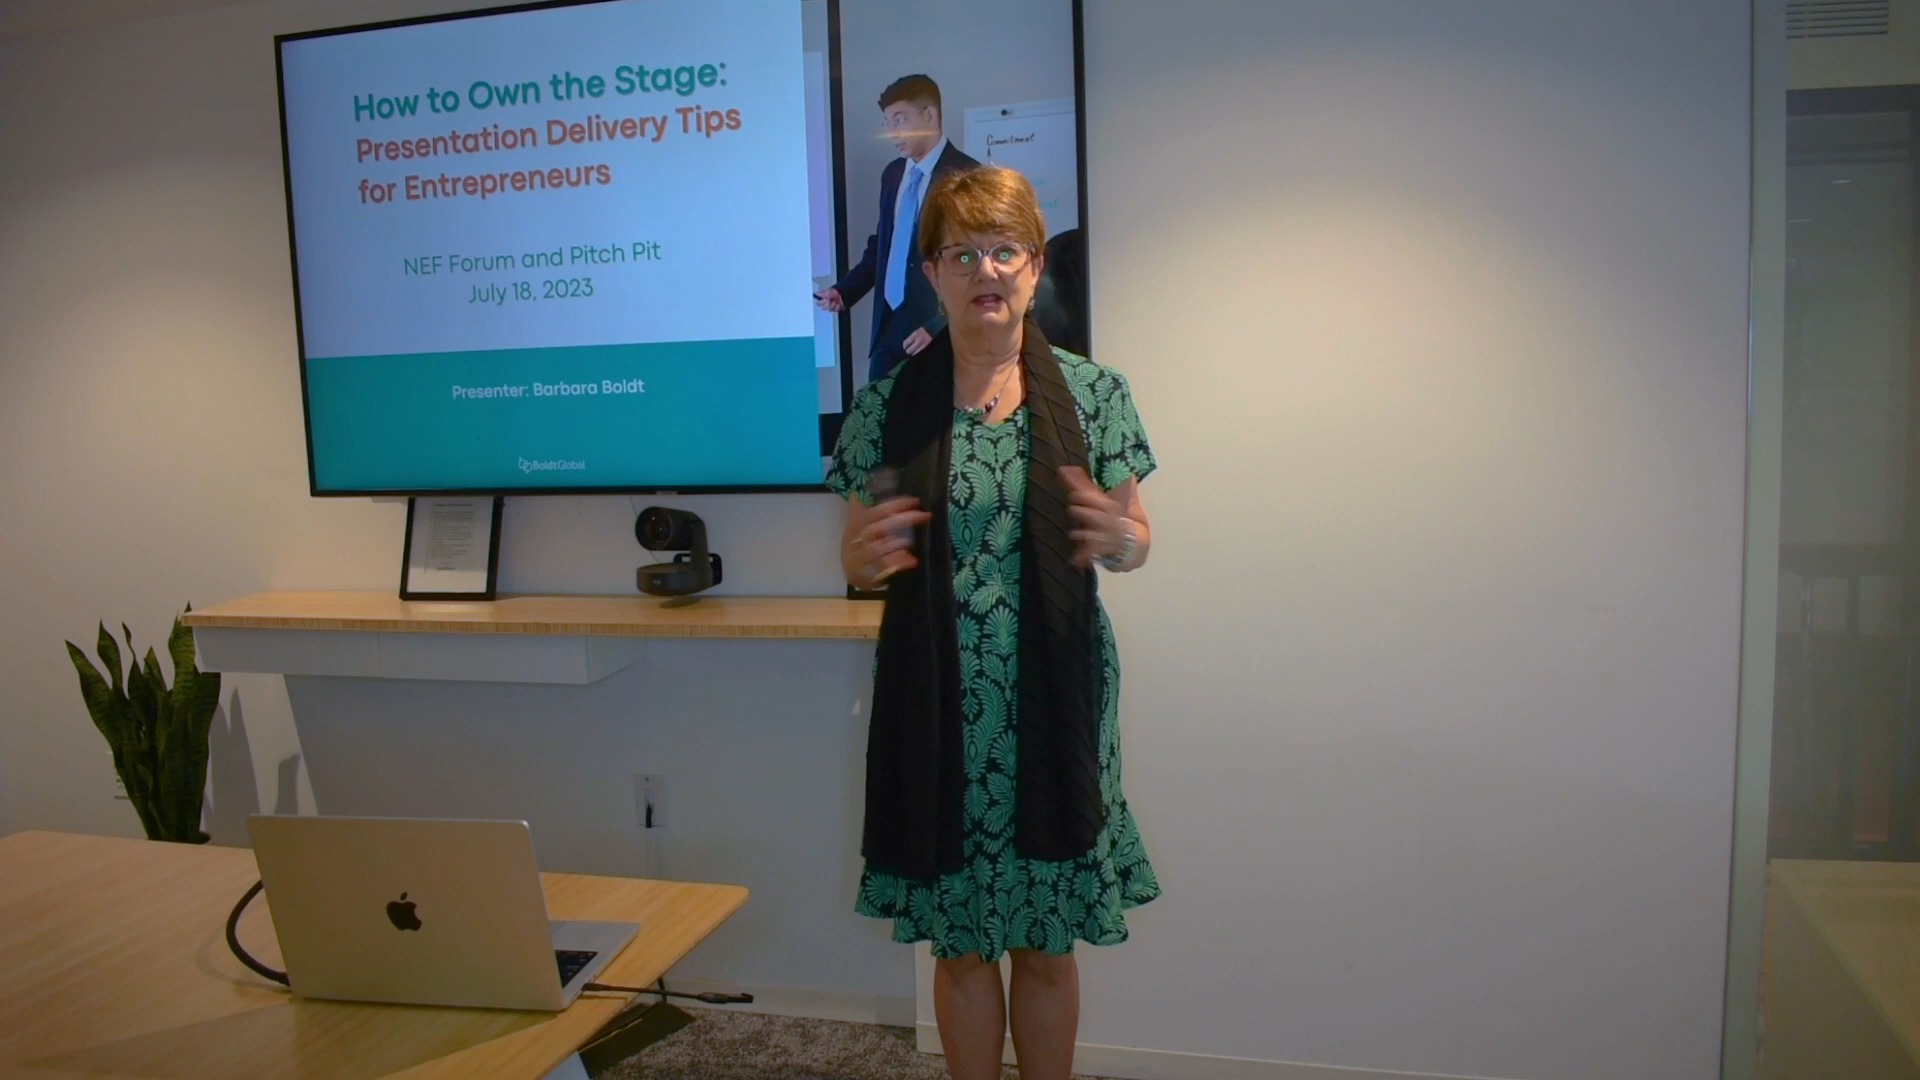 How to Own the Stage:
Presentation Delivery Tips
for Entrepreneurs
NEF Forum and Pitch Pit
July 18, 2023
Presenter: Barbara Boldt
BoldtGlobal
Commitment